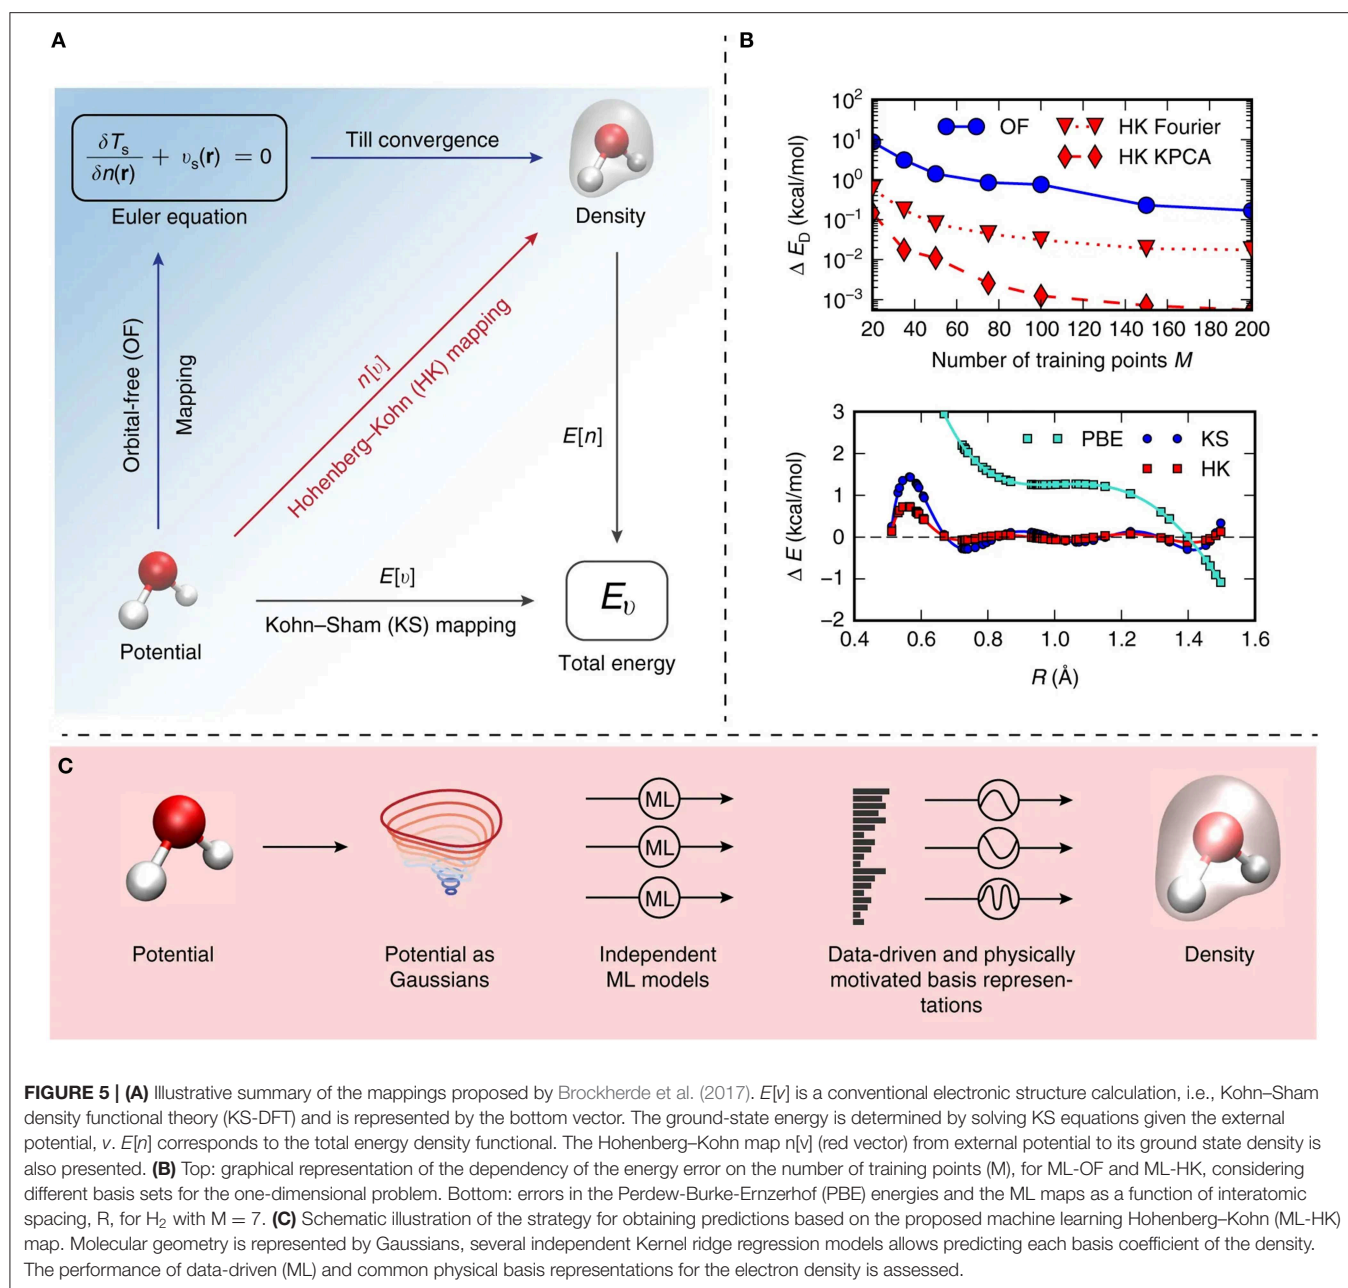 A
δTs
δn(r)
+ υs(r) = 0
Euler equation
Till convergence
Density
Orbital-free (OF)
Mapping
n[υ]
Hohenberg–Kohn (HK) mapping
E[n]
Potential
E[υ]
Kohn–Sham (KS) mapping
Eυ
Total energy
B
OF
HK Fourier
HK KPCA
Δ ED (kcal/mol)
10²
10¹
10⁰
10⁻¹
10⁻²
10⁻³
20 40 60 80 100 120 140 160 180 200
Number of training points M
PBE
KS
HK
Δ E (kcal/mol)
3
2
1
0
−1
−2
0.4 0.6 0.8 1.0 1.2 1.4 1.6
R (Å)
C
ML
ML
ML
Potential
Potential as
Gaussians
Independent
ML models
Data-driven and physically
motivated basis represen-
tations
Density
FIGURE 5 | (A) Illustrative summary of the mappings proposed by Brockherde et al. (2017). E[v] is a conventional electronic structure calculation, i.e., Kohn–Sham
density functional theory (KS-DFT) and is represented by the bottom vector. The ground-state energy is determined by solving KS equations given the external
potential, v. E[n] corresponds to the total energy density functional. The Hohenberg–Kohn map n[v] (red vector) from external potential to its ground state density is
also presented. (B) Top: graphical representation of the dependency of the energy error on the number of training points (M), for ML-OF and ML-HK, considering
different basis sets for the one-dimensional problem. Bottom: errors in the Perdew-Burke-Ernzerhof (PBE) energies and the ML maps as a function of interatomic
spacing, R, for H₂ with M = 7. (C) Schematic illustration of the strategy for obtaining predictions based on the proposed machine learning Hohenberg–Kohn (ML-HK)
map. Molecular geometry is represented by Gaussians, several independent Kernel ridge regression models allows predicting each basis coefficient of the density.
The performance of data-driven (ML) and common physical basis representations for the electron density is assessed.